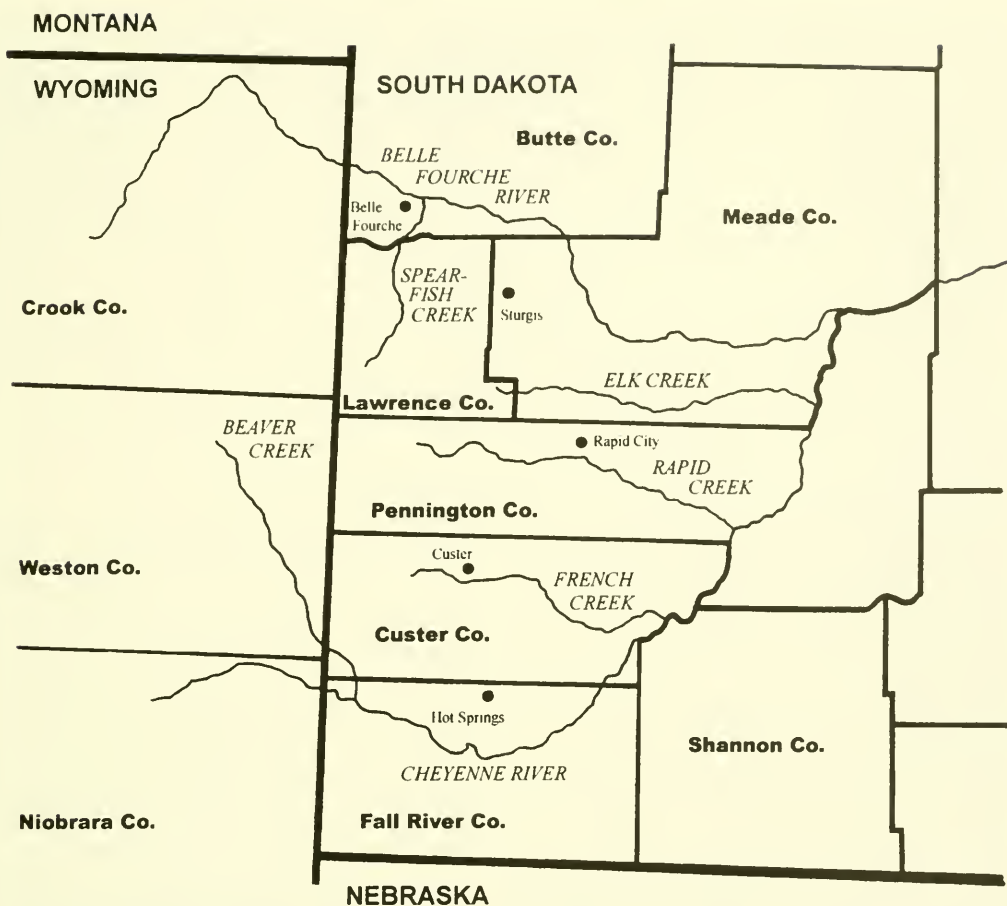 MONTANA
WYOMING
SOUTH DAKOTA
Butte Co.
BELLE
FOURCHE
RIVER
Belle
Fourche
Meade Co.
Crook Co.
SPEAR-
FISH
CREEK
Sturgis
ELK CREEK
Lawrence Co.
BEAVER
CREEK
Rapid City
RAPID
CREEK
Pennington Co.
Weston Co.
Custer
FRENCH
CREEK
Custer Co.
Hot Springs
Shannon Co.
CHEYENNE RIVER
Niobrara Co.
Fall River Co.
NEBRASKA